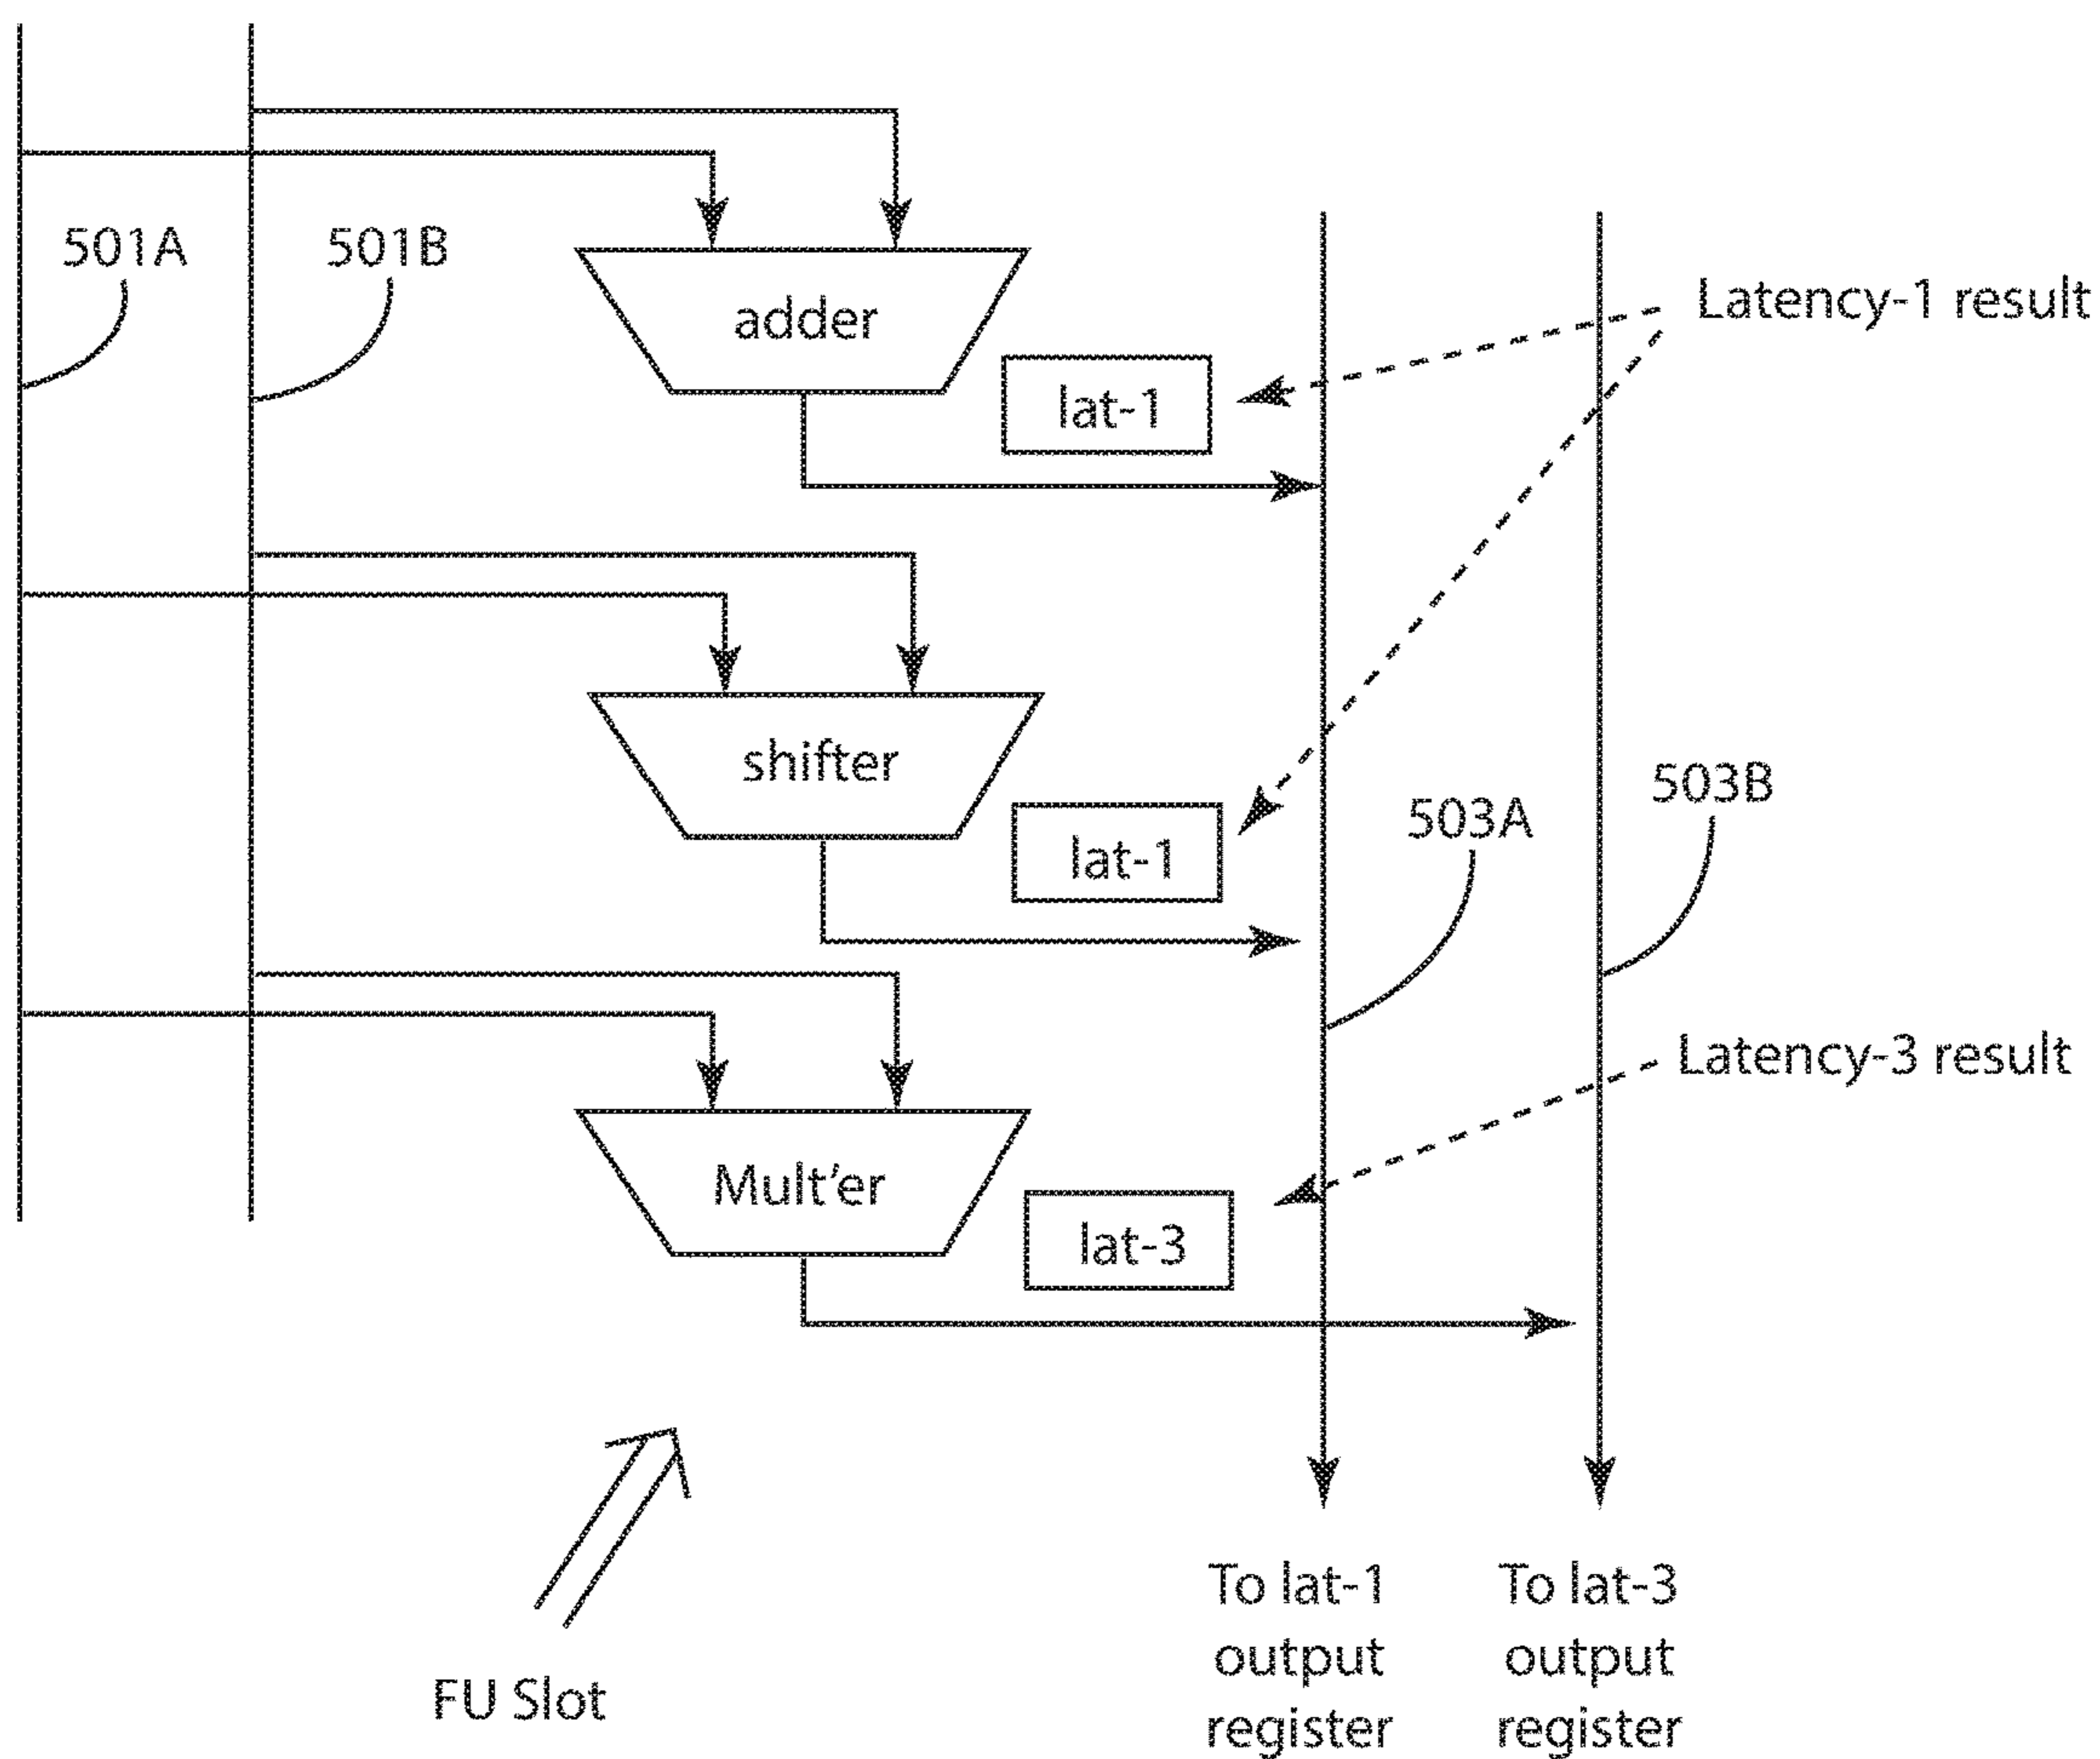 501A
501B
adder
Latency-1 result
lat-1
shifter
503B
503A
lat-1
Latency-3 result
Mult’er
lat-3
To lat-1
output
register
To lat-3
output
register
FU Slot